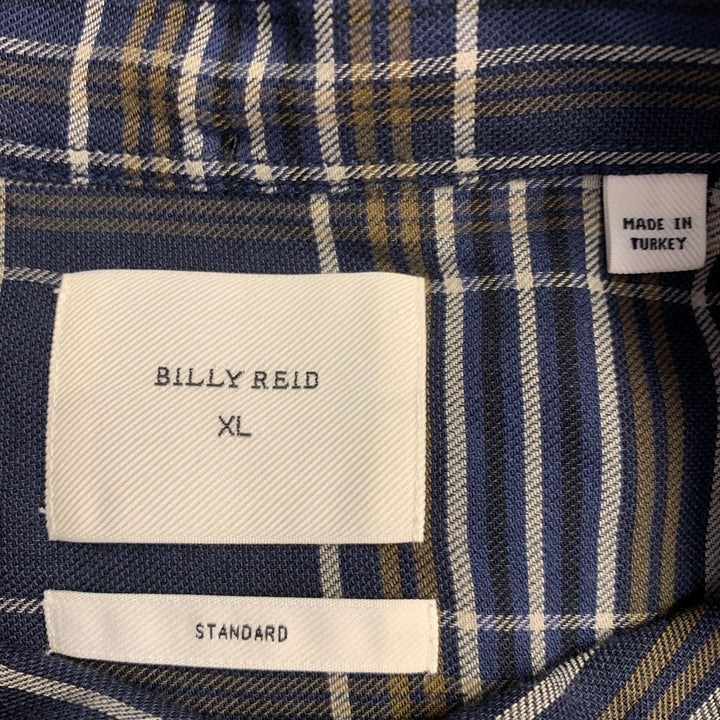 MADE IN
TURKEY
BILLY REID
XL
STANDARD